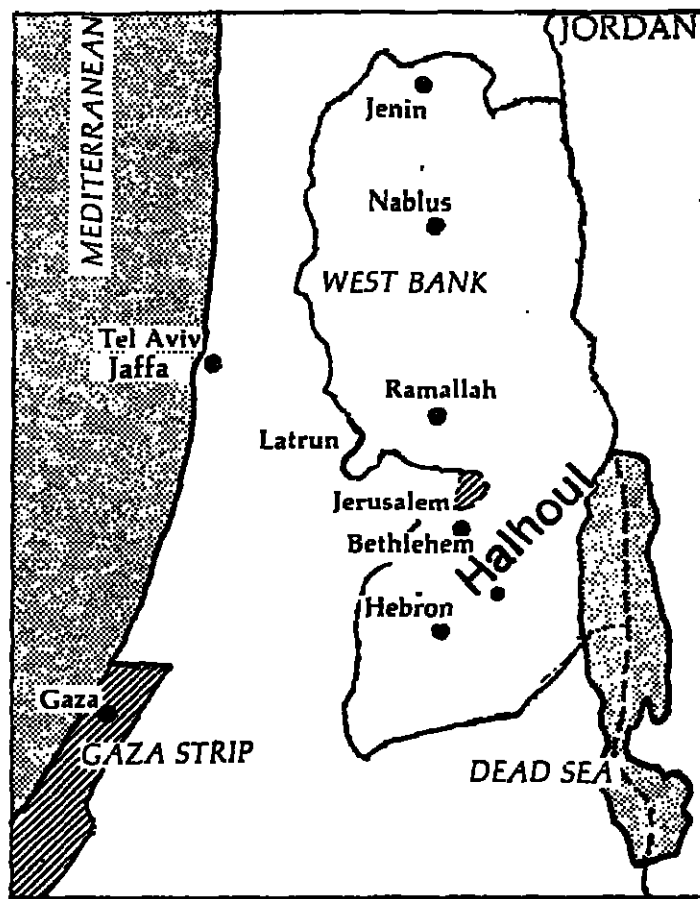 JORDAN
MEDITERRANEAN
Jenin
Nablus
WEST BANK
Tel Aviv
Jaffa
Ramallah
Latrun
Jerusalem
Bethlehem
Halhoul
Hebron
Gaza
GAZA STRIP
DEAD SEA